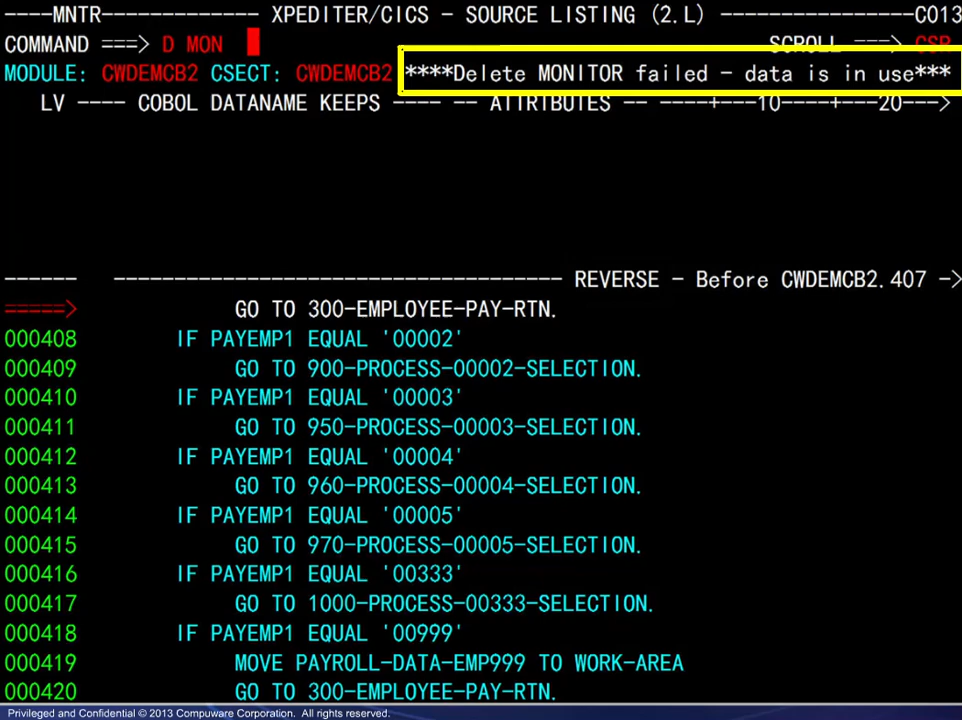 ----MNTR------------- XPEDITER/CICS - SOURCE LISTING (2.L) -----------------C013
COMMAND ===> D MON SCROLL ===> CSR
MODULE: CWDEMCB2 CSECT: CWDEMCB2 ****Delete MONITOR failed - data is in use***
LV ---- COBOL DATANAME KEEPS ---- -- ATTRIBUTES -- ----+---10----+---20--->
------ ------------------------------------- REVERSE - Before CWDEMCB2.407 ->
=====> GO TO 300-EMPLOYEE-PAY-RTN.
000408 IF PAYEMP1 EQUAL '00002'
000409 GO TO 900-PROCESS-00002-SELECTION.
000410 IF PAYEMP1 EQUAL '00003'
000411 GO TO 950-PROCESS-00003-SELECTION.
000412 IF PAYEMP1 EQUAL '00004'
000413 GO TO 960-PROCESS-00004-SELECTION.
000414 IF PAYEMP1 EQUAL '00005'
000415 GO TO 970-PROCESS-00005-SELECTION.
000416 IF PAYEMP1 EQUAL '00333'
000417 GO TO 1000-PROCESS-00333-SELECTION.
000418 IF PAYEMP1 EQUAL '00999'
000419 MOVE PAYROLL-DATA-EMP999 TO WORK-AREA
000420 GO TO 300-EMPLOYEE-PAY-RTN.
Privileged and Confidential © 2013 Compuware Corporation. All rights reserved.